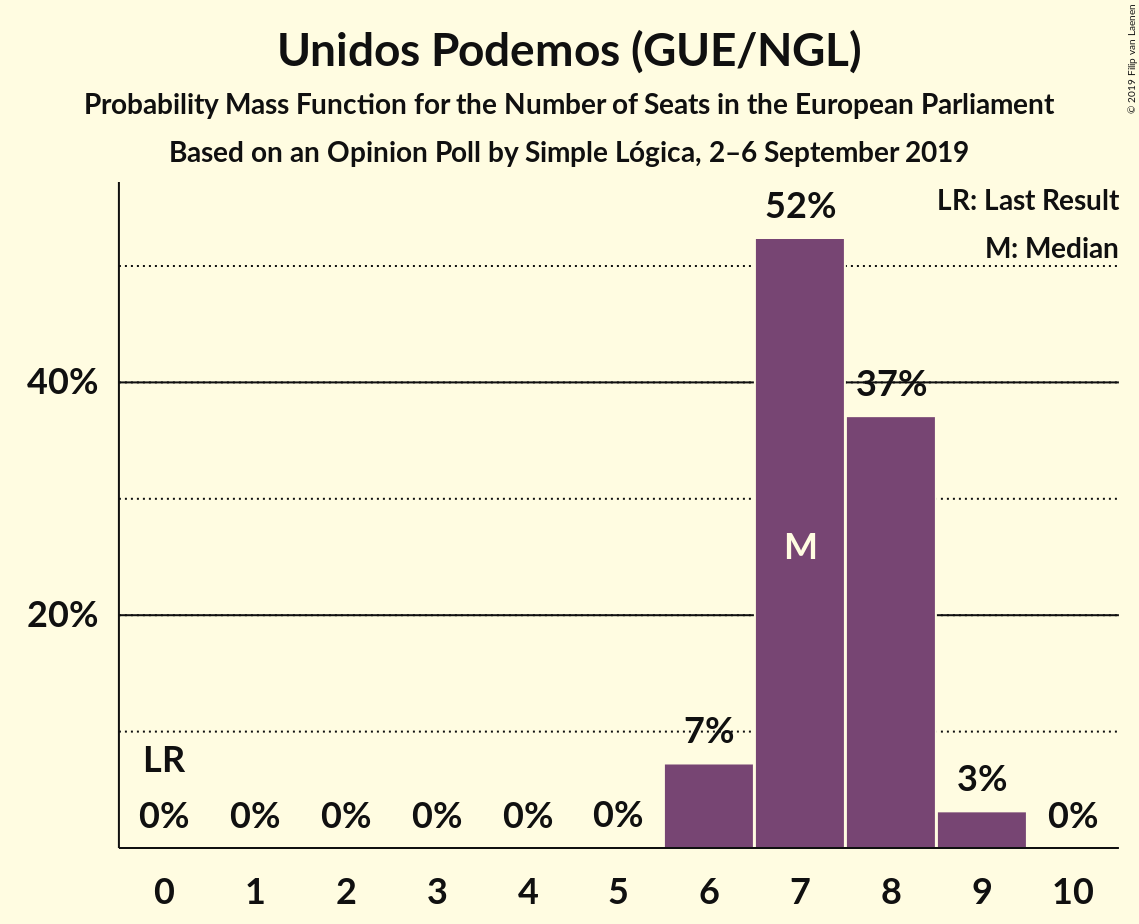 Unidos Podemos (GUE/NGL)
Probability Mass Function for the Number of Seats in the European Parliament
Based on an Opinion Poll by Simple Lógica, 2–6 September 2019
© 2019 Filip van Laenen
LR: Last Result
M: Median
52%
40%
37%
M
20%
7%
LR
3%
0% 0% 0% 0% 0% 0% 0%
0 1 2 3 4 5 6 7 8 9 10